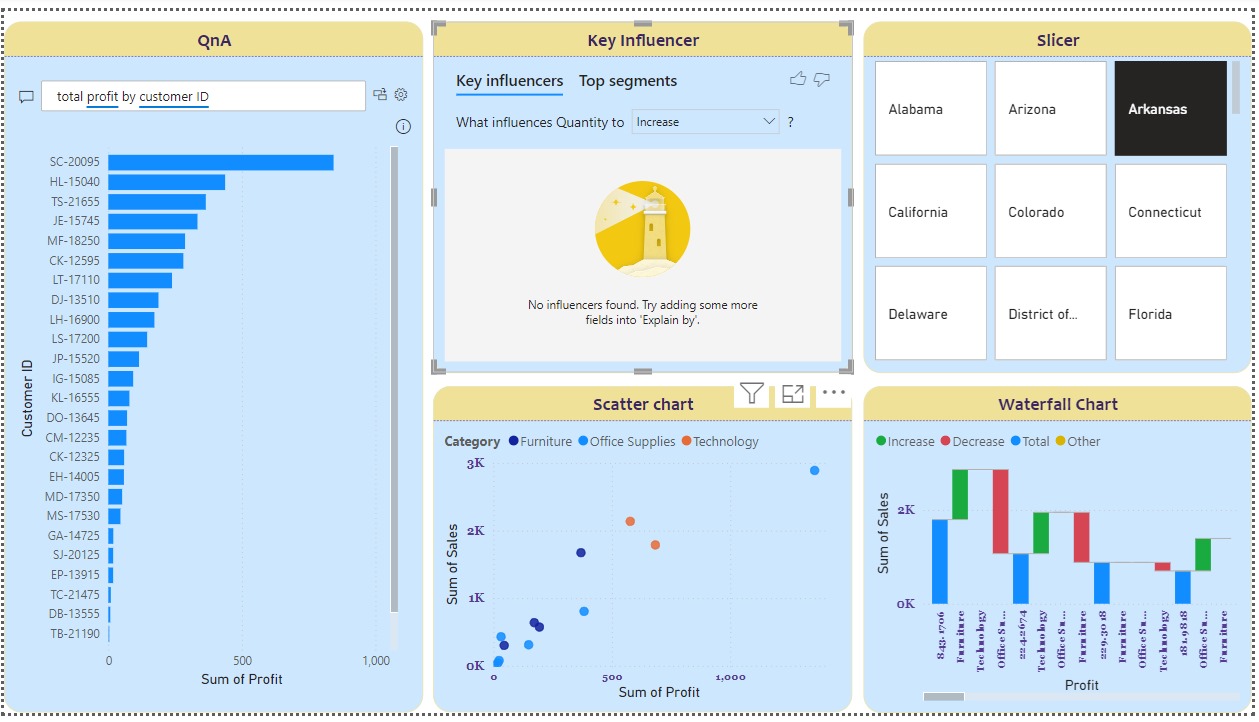 QnA
total profit by customer ID
SC-20095
HL-15040
TS-21655
JE-15745
MF-18250
CK-12595
LT-17110
DJ-13510
LH-16900
LS-17200
JP-15520
IG-15085
KL-16555
DO-13645
CM-12235
CK-12325
EH-14005
MD-17350
MS-17530
GA-14725
SJ-20125
EP-13915
TC-21475
DB-13555
TB-21190
Customer ID
0 500 1,000
Sum of Profit
Key Influencer
Key influencers Top segments
What influences Quantity to Increase ?
No influencers found. Try adding some more
fields into 'Explain by'.
Slicer
Alabama Arizona Arkansas
California Colorado Connecticut
Delaware District of... Florida
Scatter chart
Category Furniture Office Supplies Technology
3K
2K
1K
0K
Sum of Sales
0 500 1,000
Sum of Profit
Waterfall Chart
Increase Decrease Total Other
2K
0K
Sum of Sales
843.1706
Furniture
Technology
Office Su...
224.2674
Technology
Office Su...
Furniture
229.3018
Furniture
Office Su...
Technology
181.9818
Office Su...
Furniture
Profit